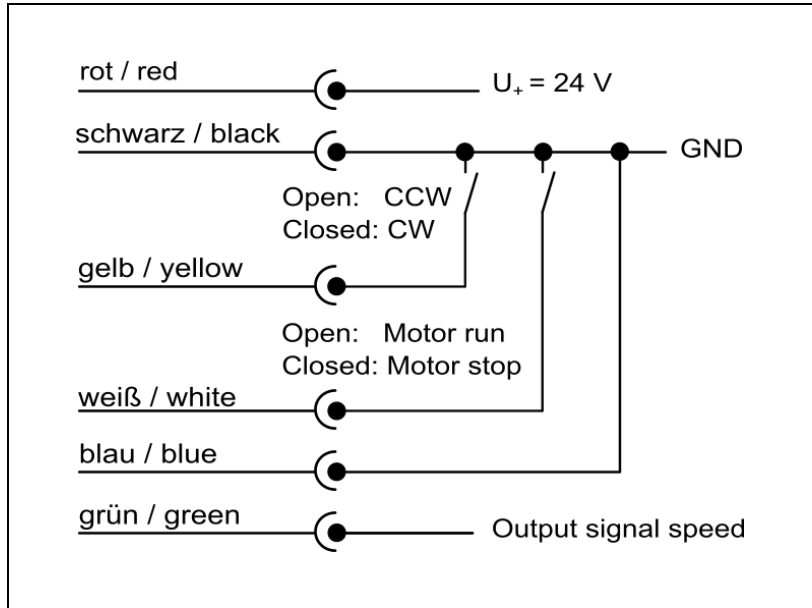 rot / red
U+ = 24 V
schwarz / black
GND
Open: CCW
Closed: CW
gelb / yellow
Open: Motor run
Closed: Motor stop
weiß / white
blau / blue
grün / green
Output signal speed